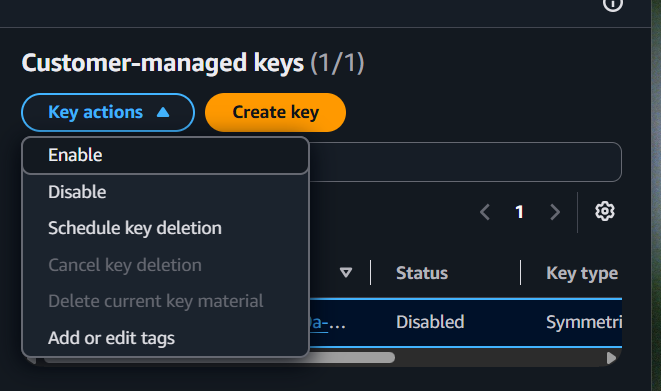 Customer-managed keys (1/1)
Key actions Create key
Enable
Disable
1
Schedule key deletion
Cancel key deletion
Status Key type
Delete current key material
Disabled Symmetri
Add or edit tags